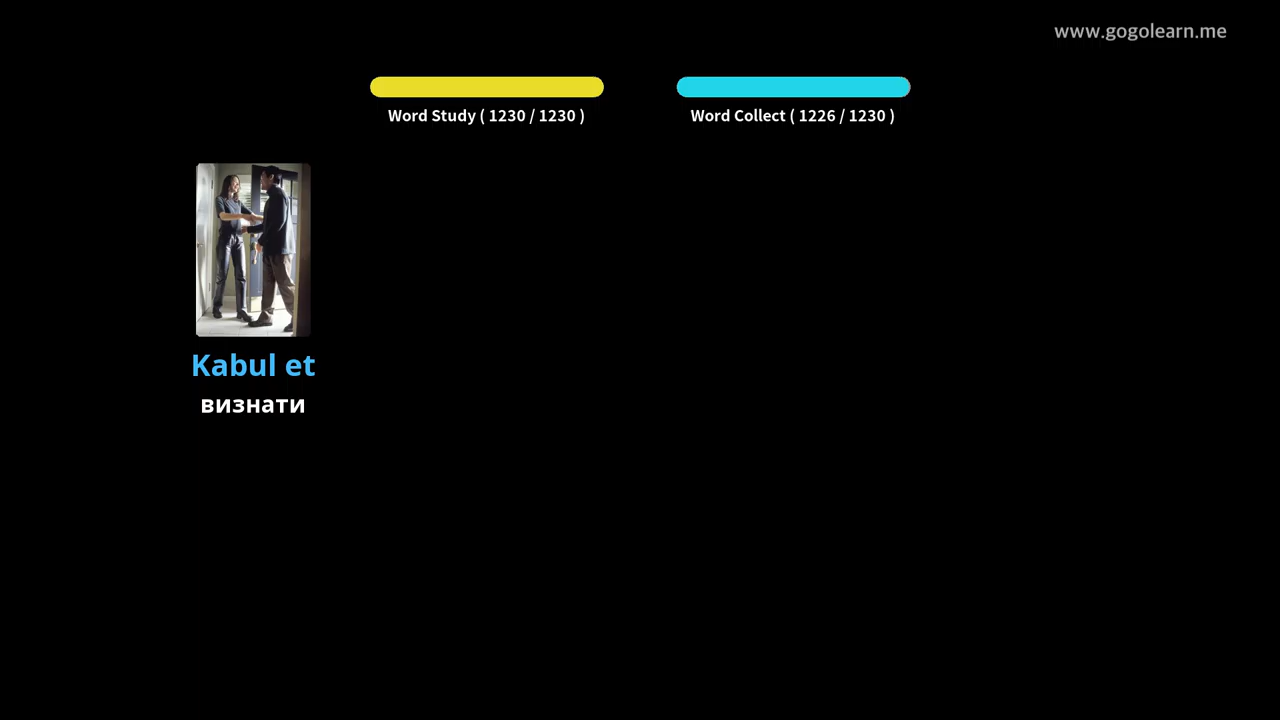 www.gogolearn.me
Word Study ( 1230 / 1230 )
Word Collect ( 1226 / 1230 )
Kabul et
визнати